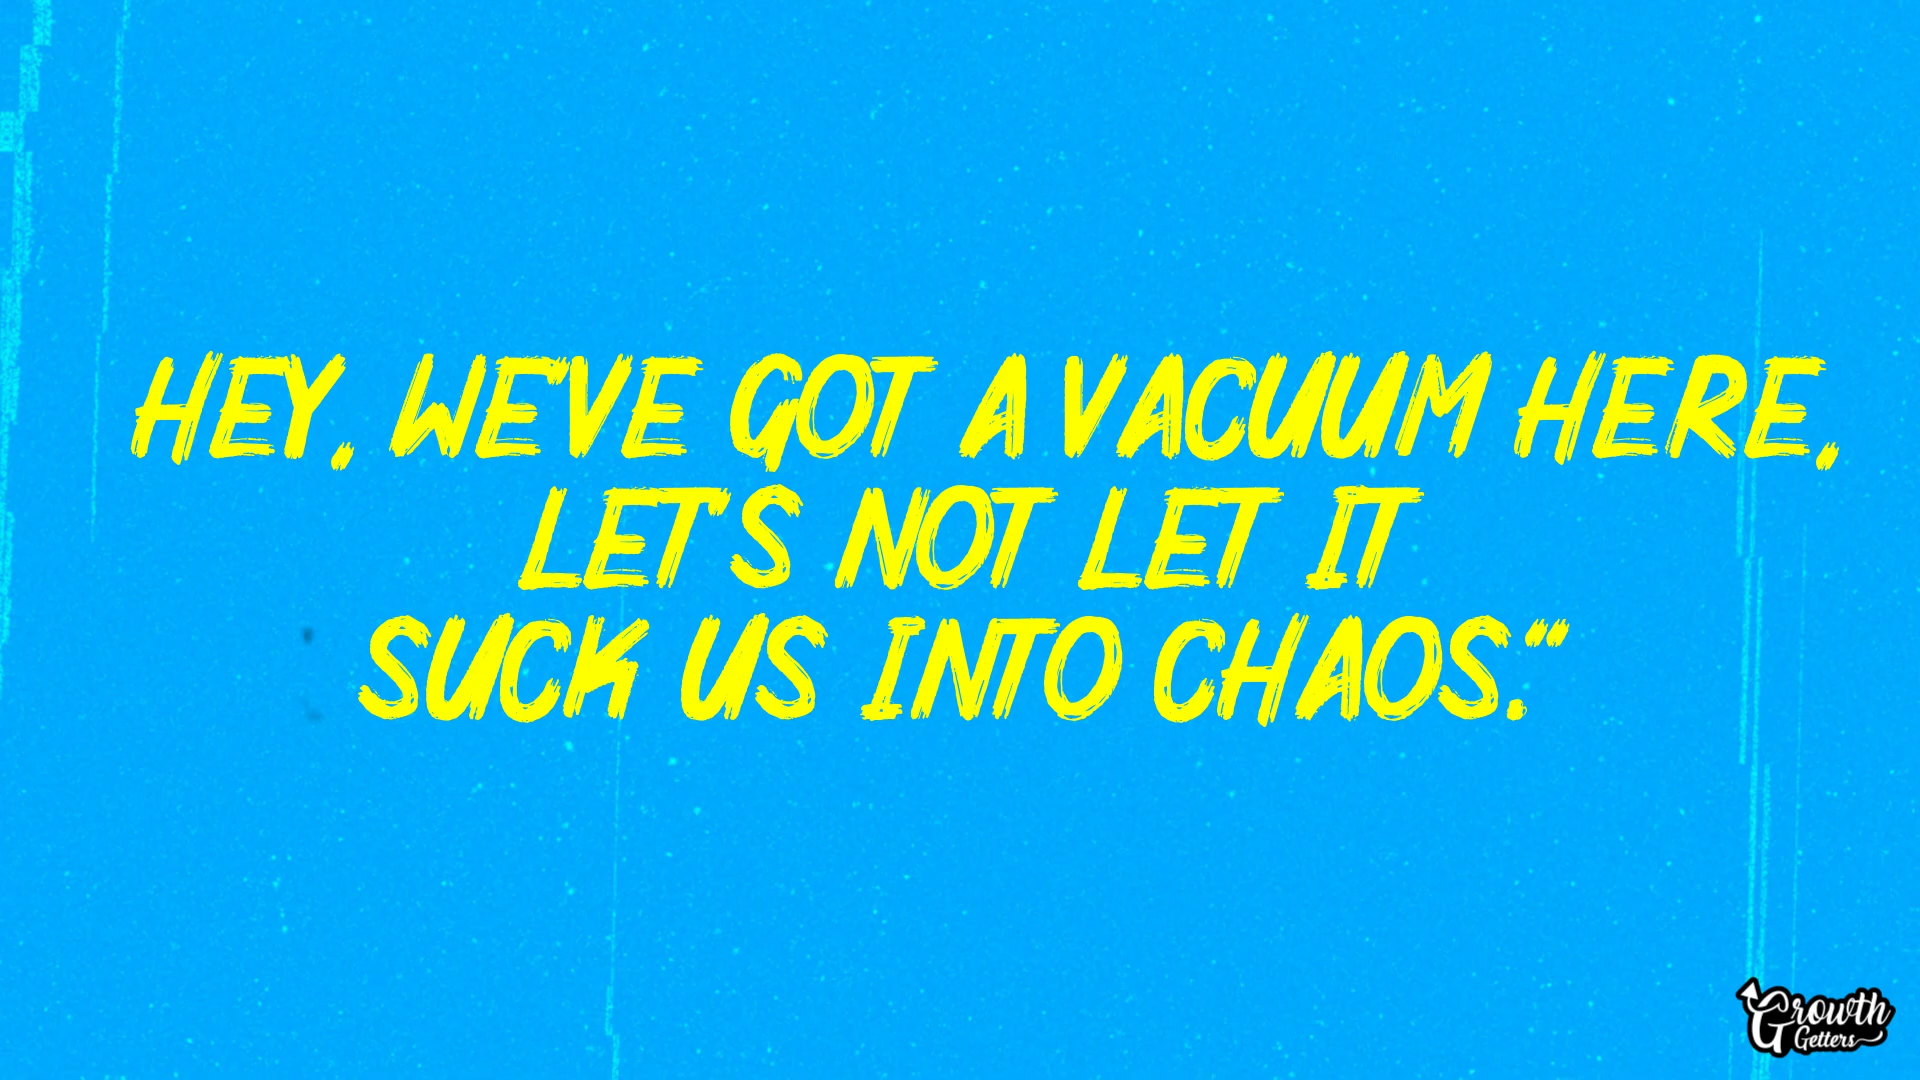 HEY, WE'VE GOT A VACUUM HERE,
LET'S NOT LET IT
SUCK US INTO CHAOS."
Growth
Getters